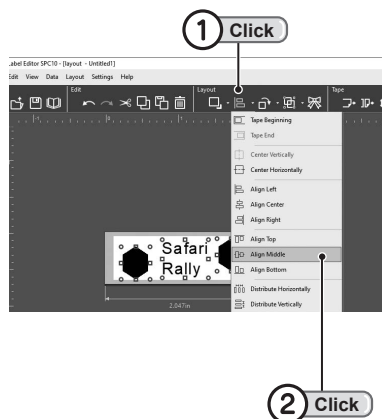 1 Click
Label Editor SPC10 - [layout - Untitled1]
Edit View Data Layout Settings Help
Edit Layout Tape
Tape Beginning
Tape End
Center Vertically
Center Horizontally
Align Left
Align Center
Align Right
Align Top
Align Middle
Align Bottom
Distribute Horizontally
Distribute Vertically
Safari
Rally
2.047in
2 Click